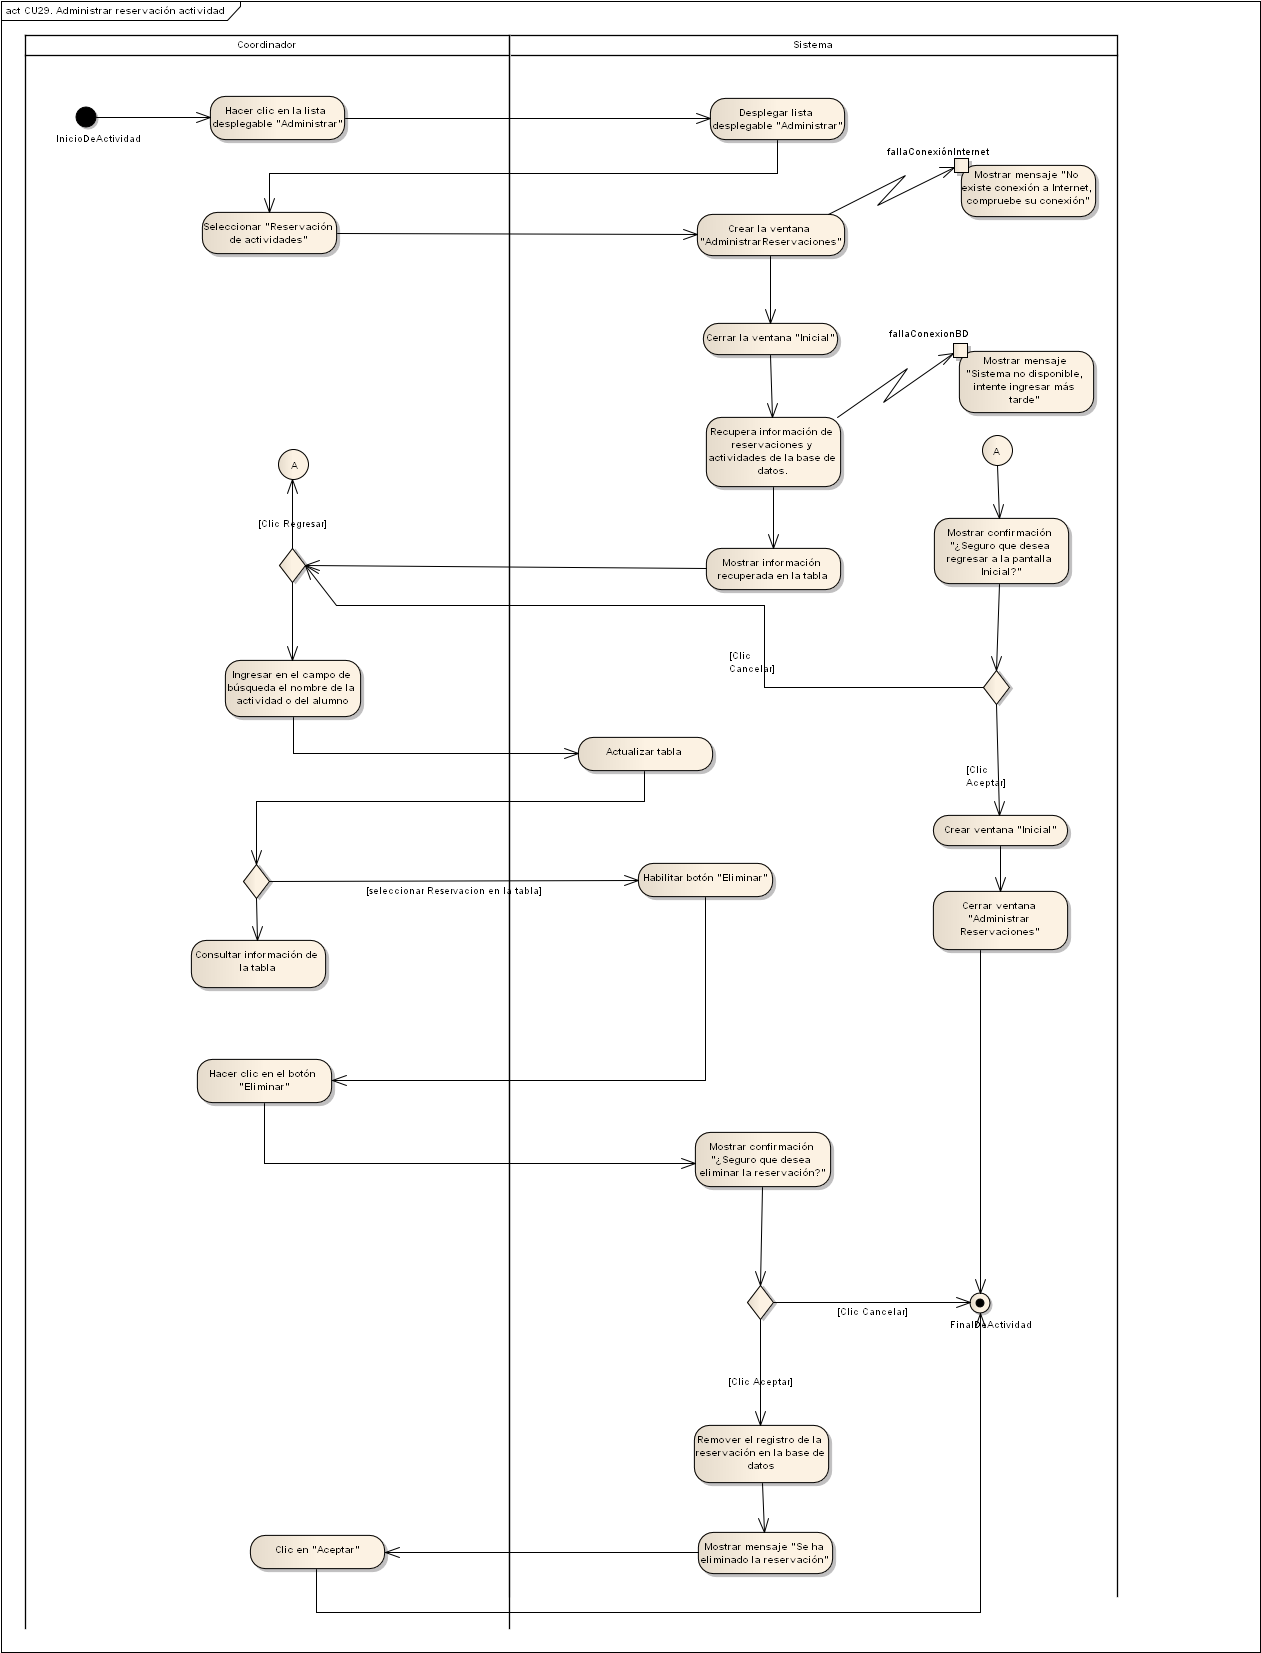 act CU29. Administrar reservación actividad
Coordinador
Sistema
InicioDeActividad
Hacer clic en la lista
desplegable "Administrar"
Desplegar lista
desplegable "Administrar"
fallaConexiónInternet
Mostrar mensaje "No
existe conexión a Internet,
compruebe su conexión"
Seleccionar "Reservación
de actividades"
Crear la ventana
"AdministrarReservaciones"
Cerrar la ventana "Inicial"
fallaConexionBD
Mostrar mensaje
"Sistema no disponible,
intente ingresar más
tarde"
Recupera información de
reservaciones y
actividades de la base de
datos.
A
A
[Clic Regresar]
Mostrar confirmación
"¿Seguro que desea
regresar a la pantalla
Inicial?"
Mostrar información
recuperada en la tabla
[Clic
Cancelar]
Ingresar en el campo de
búsqueda el nombre de la
actividad o del alumno
Actualizar tabla
[Clic
Aceptar]
Crear ventana "Inicial"
[seleccionar Reservacion en la tabla]
Habilitar botón "Eliminar"
Cerrar ventana
"Administrar
Reservaciones"
Consultar información de
la tabla
Hacer clic en el botón
"Eliminar"
Mostrar confirmación
"¿Seguro que desea
eliminar la reservación?"
[Clic Cancelar]
FinalDeActividad
[Clic Aceptar]
Remover el registro de la
reservación en la base de
datos
Mostrar mensaje "Se ha
eliminado la reservación"
Clic en "Aceptar"